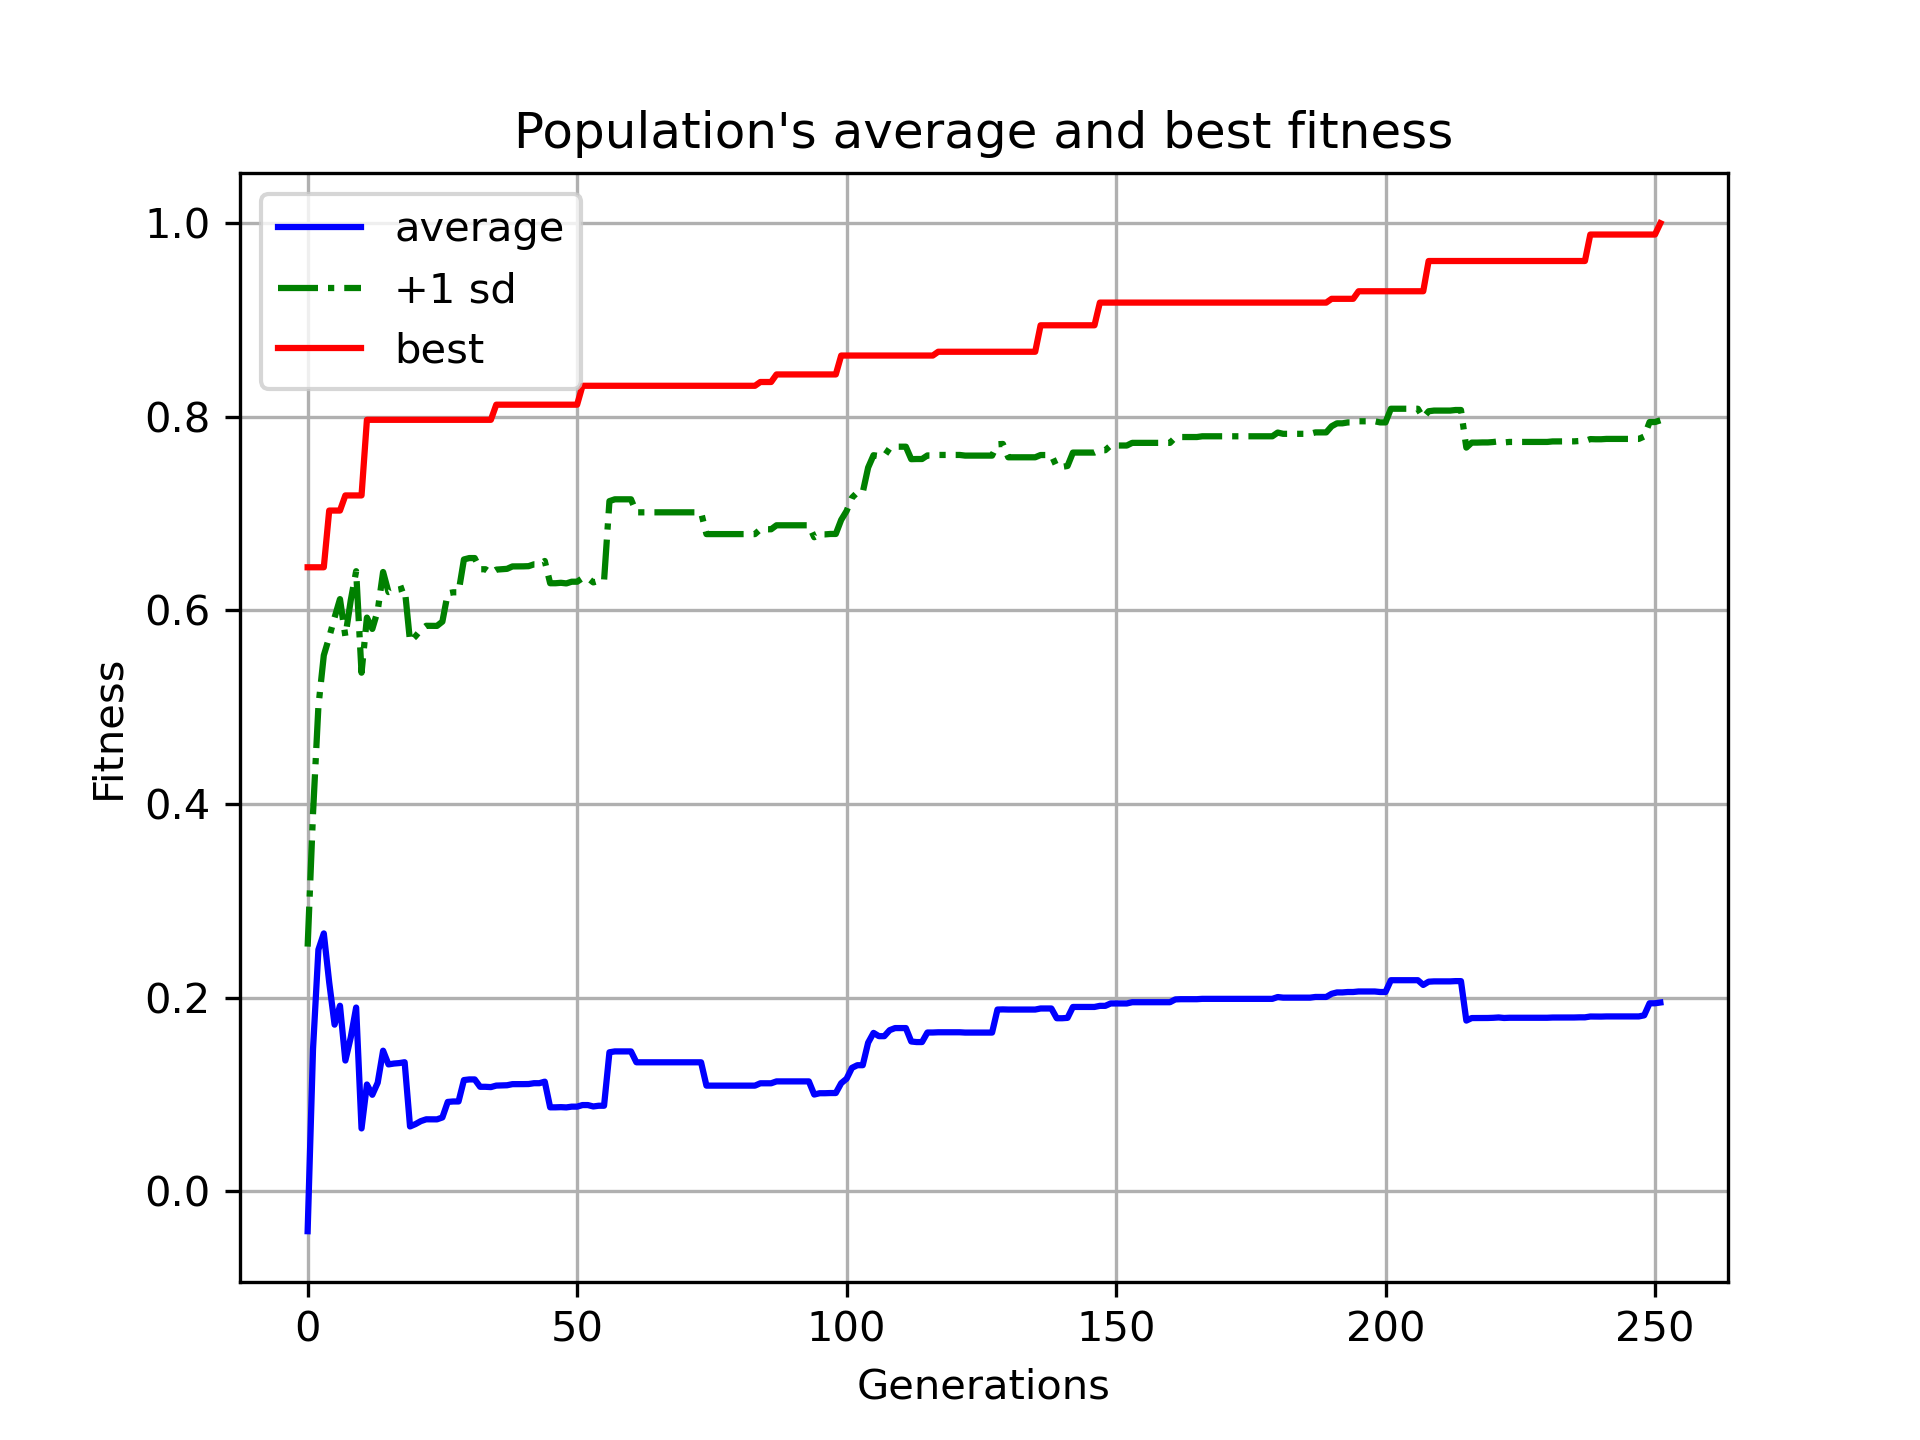 Population's average and best fitness
average
+1 sd
best
1.0
0.8
0.6
0.4
0.2
0.0
Fitness
0 50 100 150 200 250
Generations